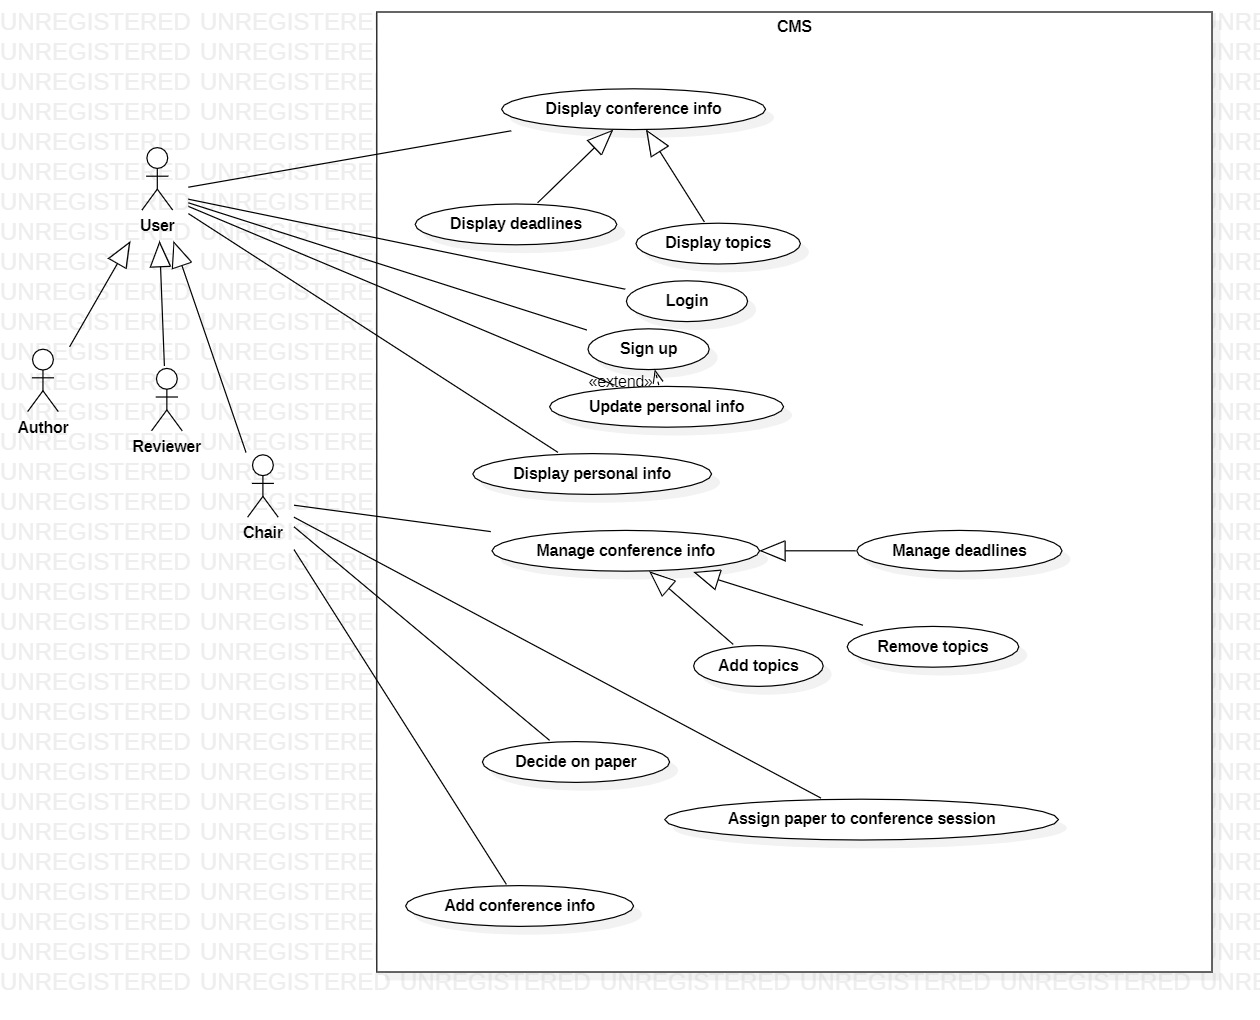 CMS
Display conference info
User
Display deadlines
Display topics
Login
Sign up
«extend»
Update personal info
Author
Reviewer
Display personal info
Chair
Manage conference info
Manage deadlines
Remove topics
Add topics
Decide on paper
Assign paper to conference session
Add conference info
UNREGISTERED UNREGISTERED UNREGISTERED UNREGISTERED UNREGISTERED UNREGISTERED UNRE